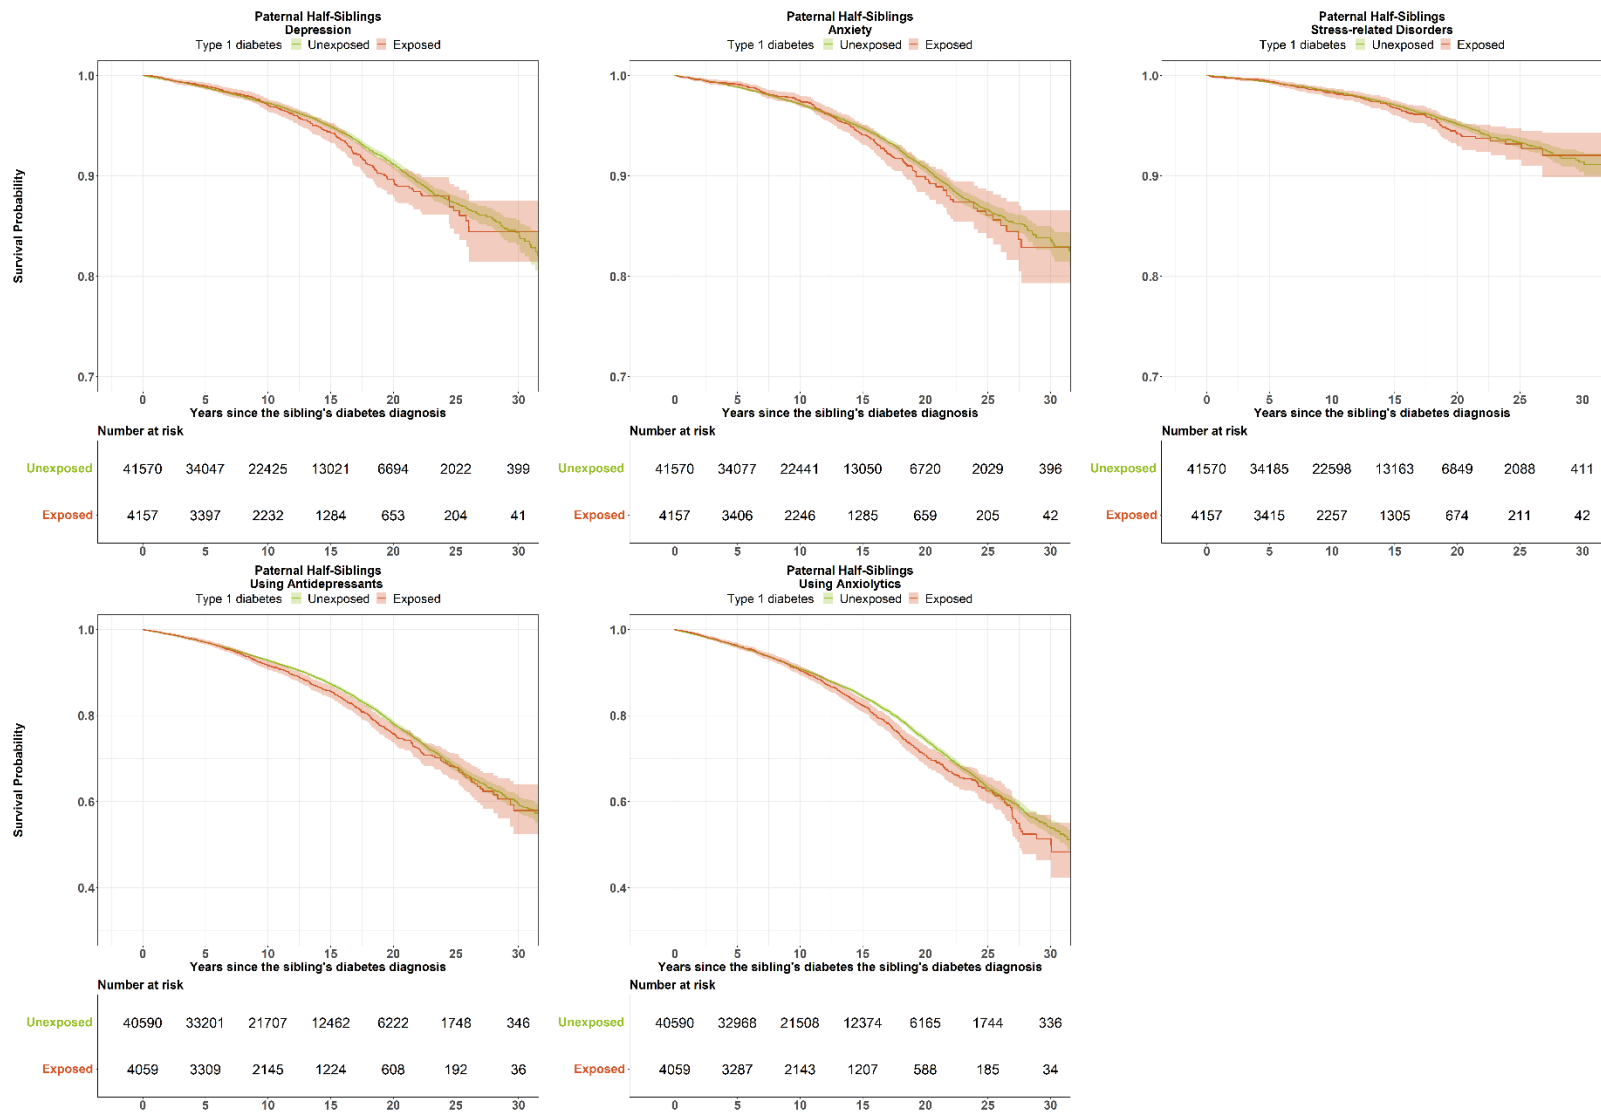 Paternal Half-Siblings
Depression
Type 1 diabetes Unexposed Exposed
Survival Probability
1.0
0.9
0.8
0.7
0 5 10 15 20 25 30
Years since the sibling's diabetes diagnosis
Number at risk
Unexposed 41570 34047 22425 13021 6694 2022 399
Exposed 4157 3397 2232 1284 653 204 41
0 5 10 15 20 25 30
Paternal Half-Siblings
Anxiety
Type 1 diabetes Unexposed Exposed
1.0
0.9
0.8
0.7
0 5 10 15 20 25 30
Years since the sibling's diabetes diagnosis
Number at risk
Unexposed 41570 34077 22441 13050 6720 2029 396
Exposed 4157 3406 2246 1285 659 205 42
0 5 10 15 20 25 30
Paternal Half-Siblings
Stress-related Disorders
Type 1 diabetes Unexposed Exposed
1.0
0.9
0.8
0.7
0 5 10 15 20 25 30
Years since the sibling's diabetes diagnosis
Number at risk
Unexposed 41570 34185 22598 13163 6849 2088 411
Exposed 4157 3415 2257 1305 674 211 42
0 5 10 15 20 25 30
Paternal Half-Siblings
Using Antidepressants
Type 1 diabetes Unexposed Exposed
Survival Probability
1.0
0.8
0.6
0.4
0 5 10 15 20 25 30
Years since the sibling's diabetes diagnosis
Number at risk
Unexposed 40590 33201 21707 12462 6222 1748 346
Exposed 4059 3309 2145 1224 608 192 36
0 5 10 15 20 25 30
Paternal Half-Siblings
Using Anxiolytics
Type 1 diabetes Unexposed Exposed
1.0
0.8
0.6
0.4
0 5 10 15 20 25 30
Years since the sibling's diabetes the sibling's diabetes diagnosis
Number at risk
Unexposed 40590 32968 21508 12374 6165 1744 336
Exposed 4059 3287 2143 1207 588 185 34
0 5 10 15 20 25 30